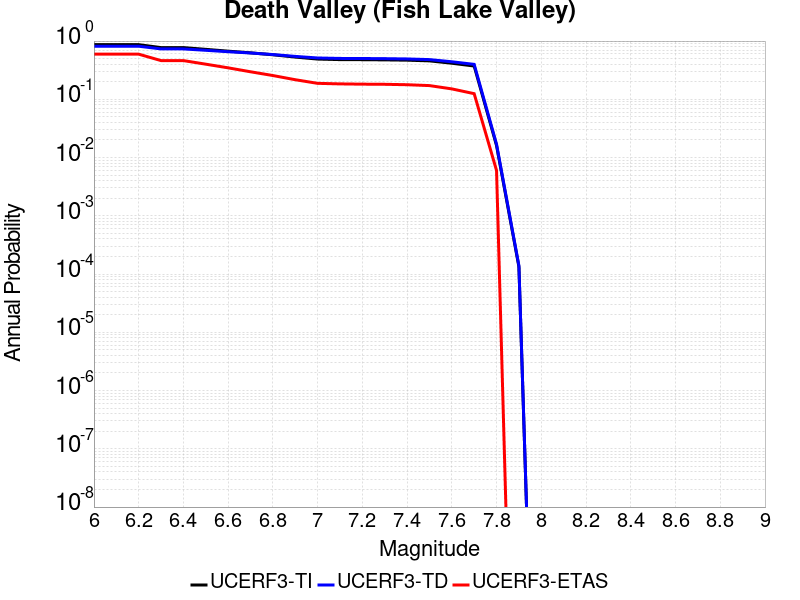 Death Valley (Fish Lake Valley)
10^0
10^-1
10^-2
10^-3
10^-4
10^-5
10^-6
10^-7
10^-8
Annual Probability
6 6.2 6.4 6.6 6.8 7 7.2 7.4 7.6 7.8 8 8.2 8.4 8.6 8.8 9
Magnitude
UCERF3-TI UCERF3-TD UCERF3-ETAS